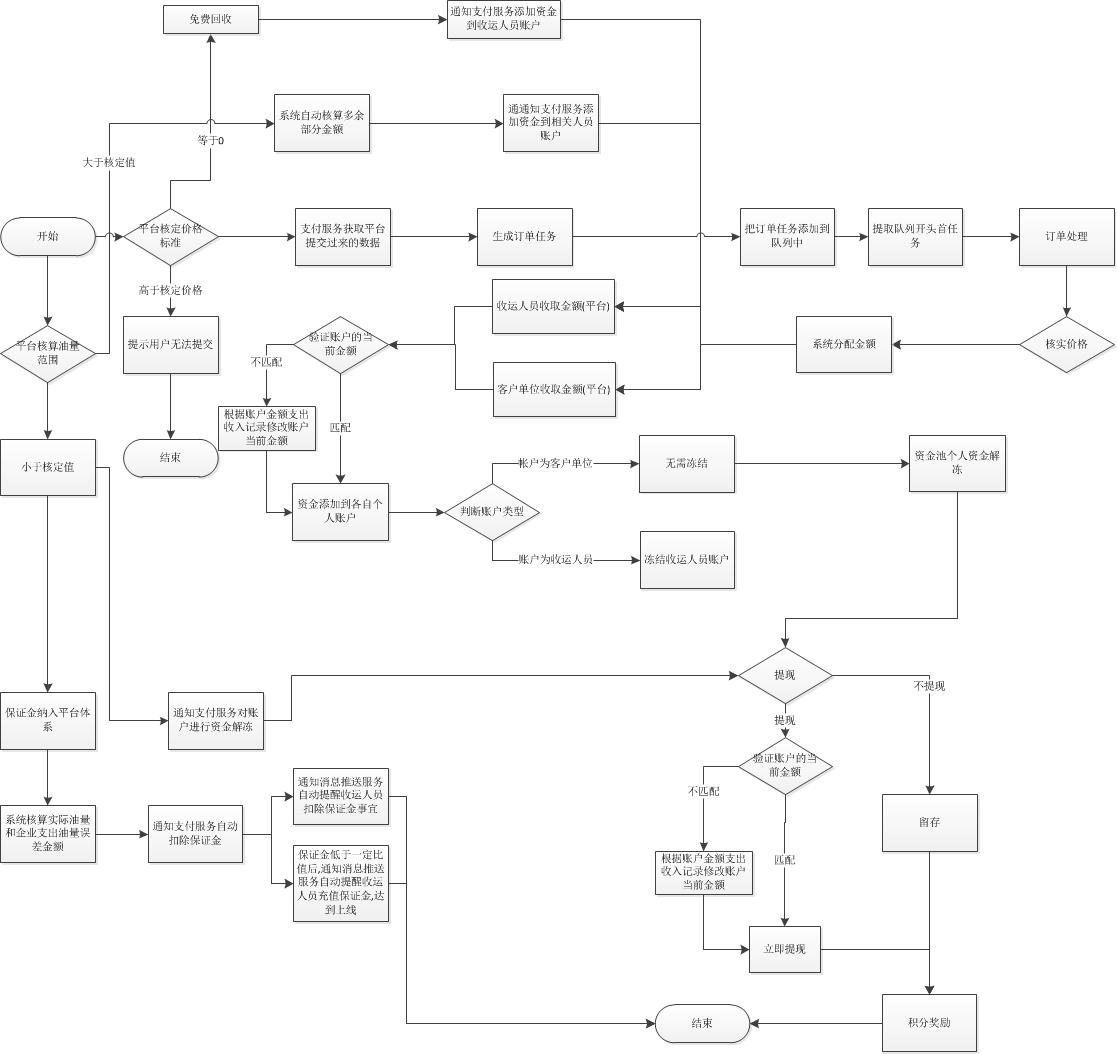 免费回收
通知支付服务添加资金
到收运人员账户
系统自动核算多余
部分金额
通通知支付服务添
加资金到相关人员
账户
等于0
大于核定值
开始
平台核定价格
标准
支付服务获取平台
提交过来的数据
生成订单任务
把订单任务添加到
队列中
提取队列开头首任
务
订单处理
高于核定价格
收运人员收取金额(平台)
提示用户无法提交
验证账户的当
前金额
系统分配金额
核实价格
平台核算油量
范围
不匹配
客户单位收取金额(平台)
根据账户金额支出
收入记录修改账户
当前金额
匹配
结束
小于核定值
帐户为客户单位
无需冻结
资金池个人资金解
冻
资金添加到各自个
人账户
判断账户类型
账户为收运人员
冻结收运人员账户
提现
不提现
保证金纳入平台体
系
通知支付服务对账
户进行资金解冻
提现
验证账户的当
前金额
不匹配
通知消息推送服务
自动提醒收运人员
扣除保证金事宜
系统核算实际油量
和企业支出油量误
差金额
通知支付服务自动
扣除保证金
留存
保证金低于一定比
值后,通知消息推送
服务自动提醒收运
人员充值保证金,达
到上线
匹配
根据账户金额支出
收入记录修改账户
当前金额
立即提现
结束
积分奖励